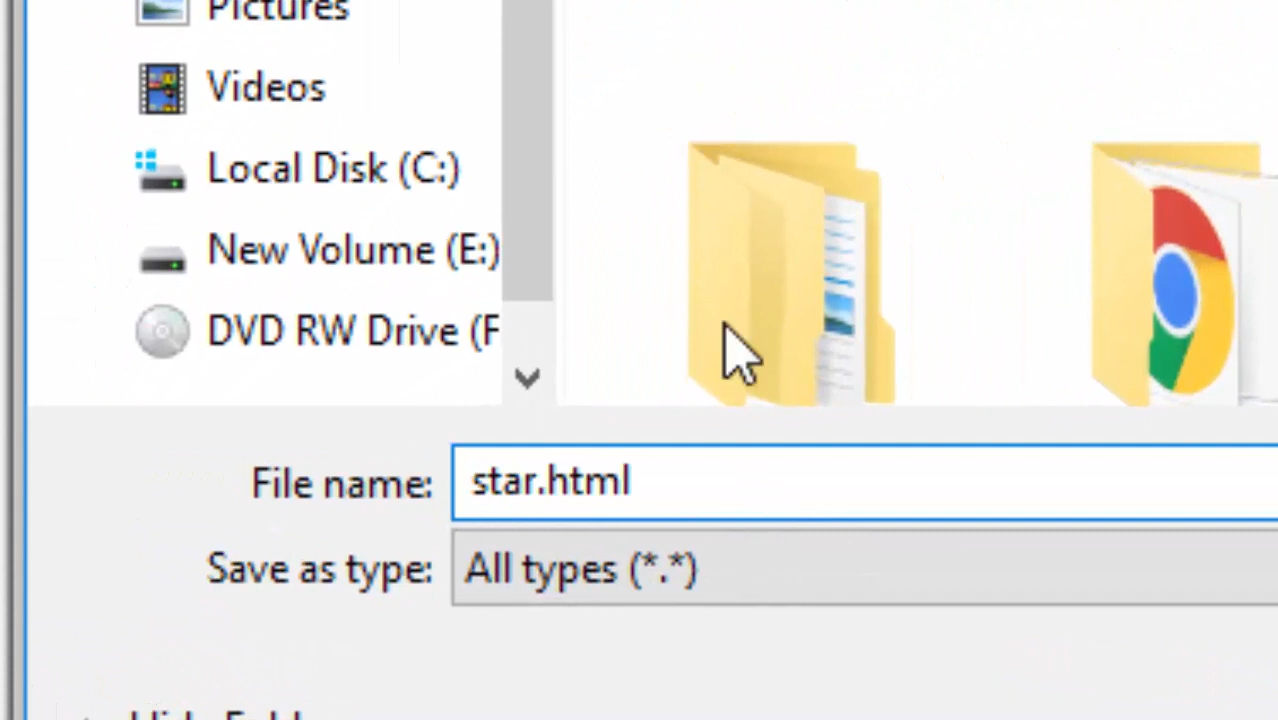 Pictures
Videos
Local Disk (C:)
New Volume (E:)
DVD RW Drive (F
File name: star.html
Save as type: All types (*.*)